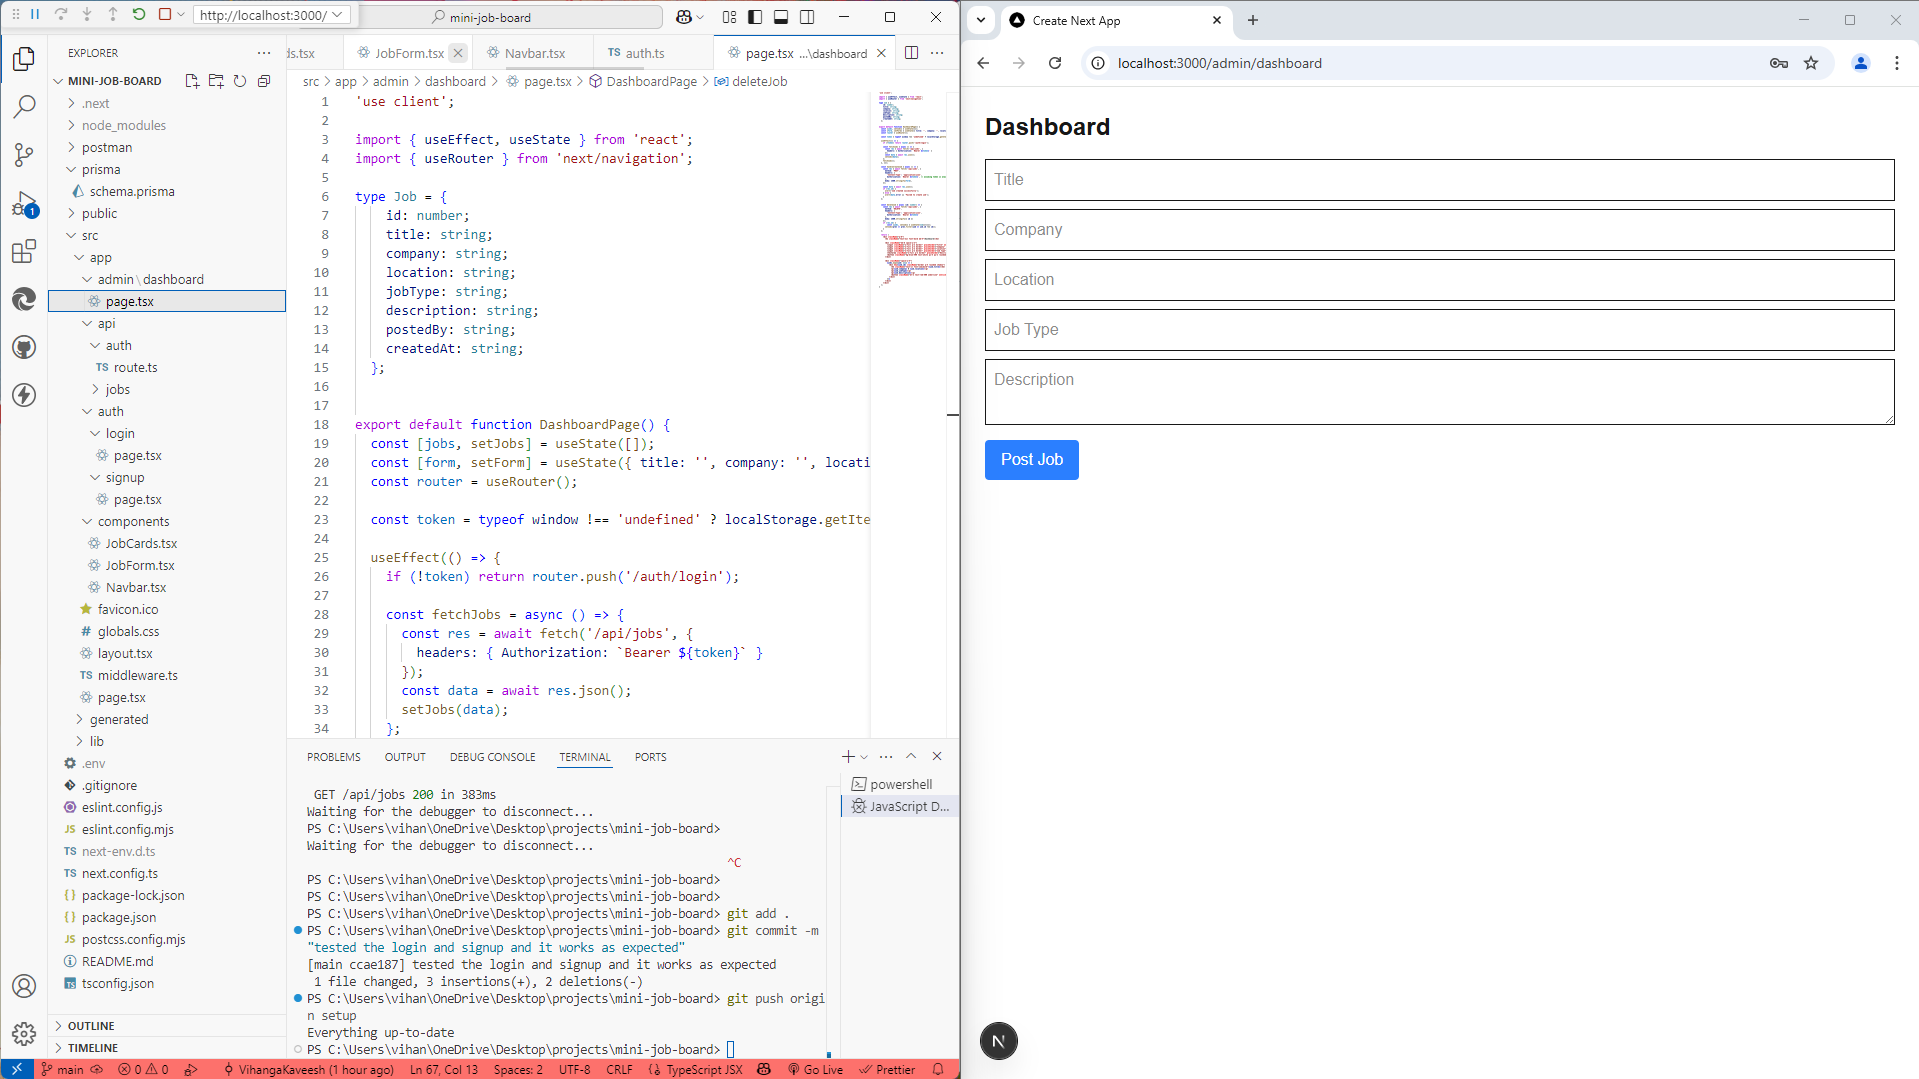 http://localhost:3000/
mini-job-board
EXPLORER
ds.tsx
JobForm.tsx
Navbar.tsx
TS auth.ts
page.tsx ...\dashboard
MINI-JOB-BOARD
src > app > admin > dashboard > page.tsx > DashboardPage > deleteJob
.next
node_modules
postman
prisma
schema.prisma
public
src
app
admin \ dashboard
page.tsx
api
auth
TS route.ts
jobs
auth
login
page.tsx
signup
page.tsx
components
JobCards.tsx
JobForm.tsx
Navbar.tsx
favicon.ico
# globals.css
layout.tsx
TS middleware.ts
page.tsx
generated
lib
.env
.gitignore
eslint.config.js
JS eslint.config.mjs
TS next-env.d.ts
TS next.config.ts
{} package-lock.json
{} package.json
JS postcss.config.mjs
README.md
tsconfig.json
OUTLINE
TIMELINE
1 'use client';
2
3 import { useEffect, useState } from 'react';
4 import { useRouter } from 'next/navigation';
5
6 type Job = {
7 id: number;
8 title: string;
9 company: string;
10 location: string;
11 jobType: string;
12 description: string;
13 postedBy: string;
14 createdAt: string;
15 };
16
17
18 export default function DashboardPage() {
19 const [jobs, setJobs] = useState([]);
20 const [form, setForm] = useState({ title: '', company: '', locati
21 const router = useRouter();
22
23 const token = typeof window !== 'undefined' ? localStorage.getIte
24
25 useEffect(() => {
26 if (!token) return router.push('/auth/login');
27
28 const fetchJobs = async () => {
29 const res = await fetch('/api/jobs', {
30 headers: { Authorization: `Bearer ${token}` }
31 });
32 const data = await res.json();
33 setJobs(data);
34 };
PROBLEMS OUTPUT DEBUG CONSOLE TERMINAL PORTS
powershell
JavaScript D...
GET /api/jobs 200 in 383ms
Waiting for the debugger to disconnect...
PS C:\Users\vihan\OneDrive\Desktop\projects\mini-job-board>
Waiting for the debugger to disconnect...
^C
PS C:\Users\vihan\OneDrive\Desktop\projects\mini-job-board>
PS C:\Users\vihan\OneDrive\Desktop\projects\mini-job-board>
PS C:\Users\vihan\OneDrive\Desktop\projects\mini-job-board> git add .
PS C:\Users\vihan\OneDrive\Desktop\projects\mini-job-board> git commit -m
"tested the login and signup and it works as expected"
[main ccae187] tested the login and signup and it works as expected
1 file changed, 3 insertions(+), 2 deletions(-)
PS C:\Users\vihan\OneDrive\Desktop\projects\mini-job-board> git push origi
n setup
Everything up-to-date
PS C:\Users\vihan\OneDrive\Desktop\projects\mini-job-board>
1
main 0 0 VihangaKaveesh (1 hour ago) Ln 67, Col 13 Spaces: 2 UTF-8 CRLF TypeScript JSX Go Live Prettier
Create Next App
localhost:3000/admin/dashboard
Dashboard
Title
Company
Location
Job Type
Description
Post Job
N